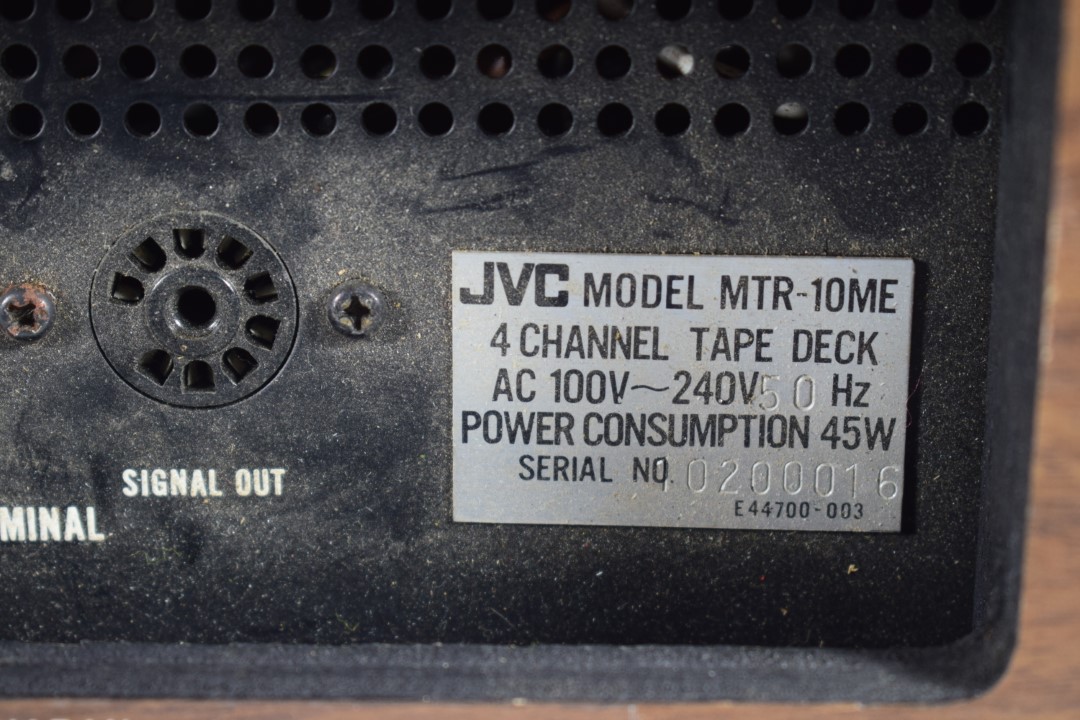 JVC MODEL MTR-10ME
4 CHANNEL TAPE DECK
AC 100V~240V 50 Hz
POWER CONSUMPTION 45W
SERIAL NO. 10200016
E44700-003
SIGNAL OUT
MINAL